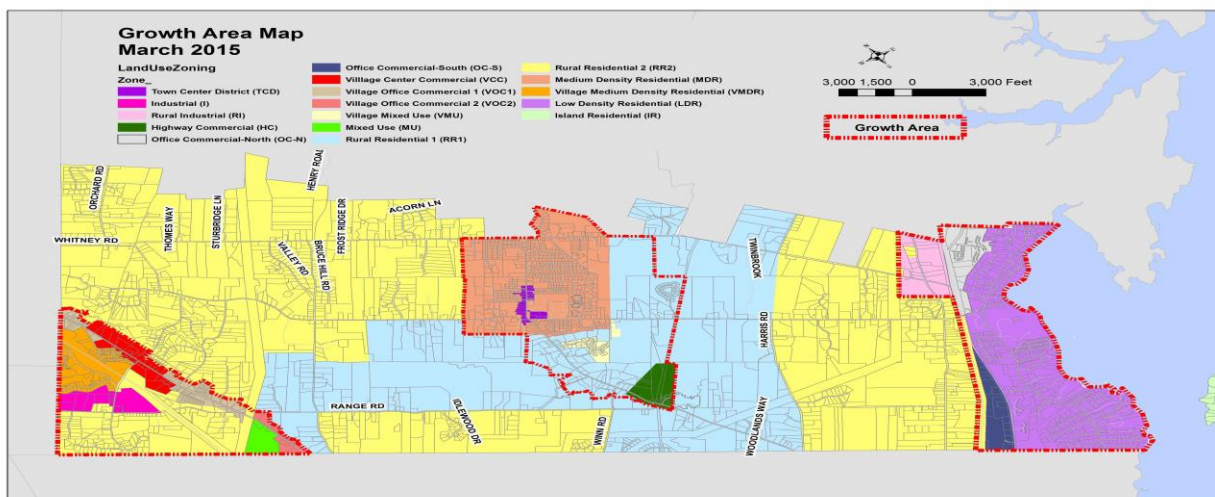 Growth Area Map
March 2015
LandUseZoning
Zone_
Town Center District (TCD)
Industrial (I)
Rural Industrial (RI)
Highway Commercial (HC)
Office Commercial-North (OC-N)
Office Commercial-South (OC-S)
Villlage Center Commercial (VCC)
Village Office Commercial 1 (VOC1)
Village Office Commercial 2 (VOC2)
Village Mixed Use (VMU)
Mixed Use (MU)
Rural Residential 1 (RR1)
Rural Residential 2 (RR2)
Medium Density Residential (MDR)
Village Medium Density Residential (VMDR)
Low Density Residential (LDR)
Island Residential (IR)
3,000 1,500 0 3,000 Feet
Growth Area
ORCHARD RD
THOMES WAY
STURBRIDGE LN
HENRY ROAD
FROST RIDGE DR
ACORN LN
WHITNEY RD
VALLEY RD
BRUCE HILL RD
TWINBROOK
HARRIS RD
RANGE RD
IDLEWOOD DR
WINN RD
WOODLANDS WAY